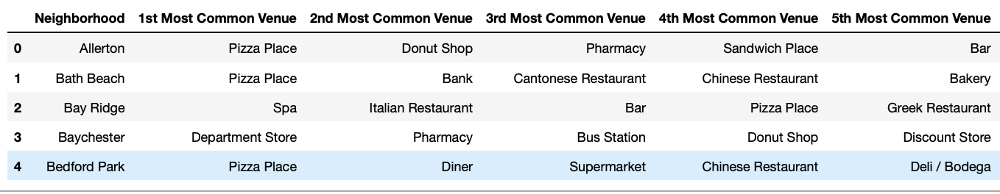 Neighborhood 1st Most Common Venue 2nd Most Common Venue 3rd Most Common Venue 4th Most Common Venue 5th Most Common Venue
0 Allerton Pizza Place Donut Shop Pharmacy Sandwich Place Bar
1 Bath Beach Pizza Place Bank Cantonese Restaurant Chinese Restaurant Bakery
2 Bay Ridge Spa Italian Restaurant Bar Pizza Place Greek Restaurant
3 Baychester Department Store Pharmacy Bus Station Donut Shop Discount Store
4 Bedford Park Pizza Place Diner Supermarket Chinese Restaurant Deli / Bodega